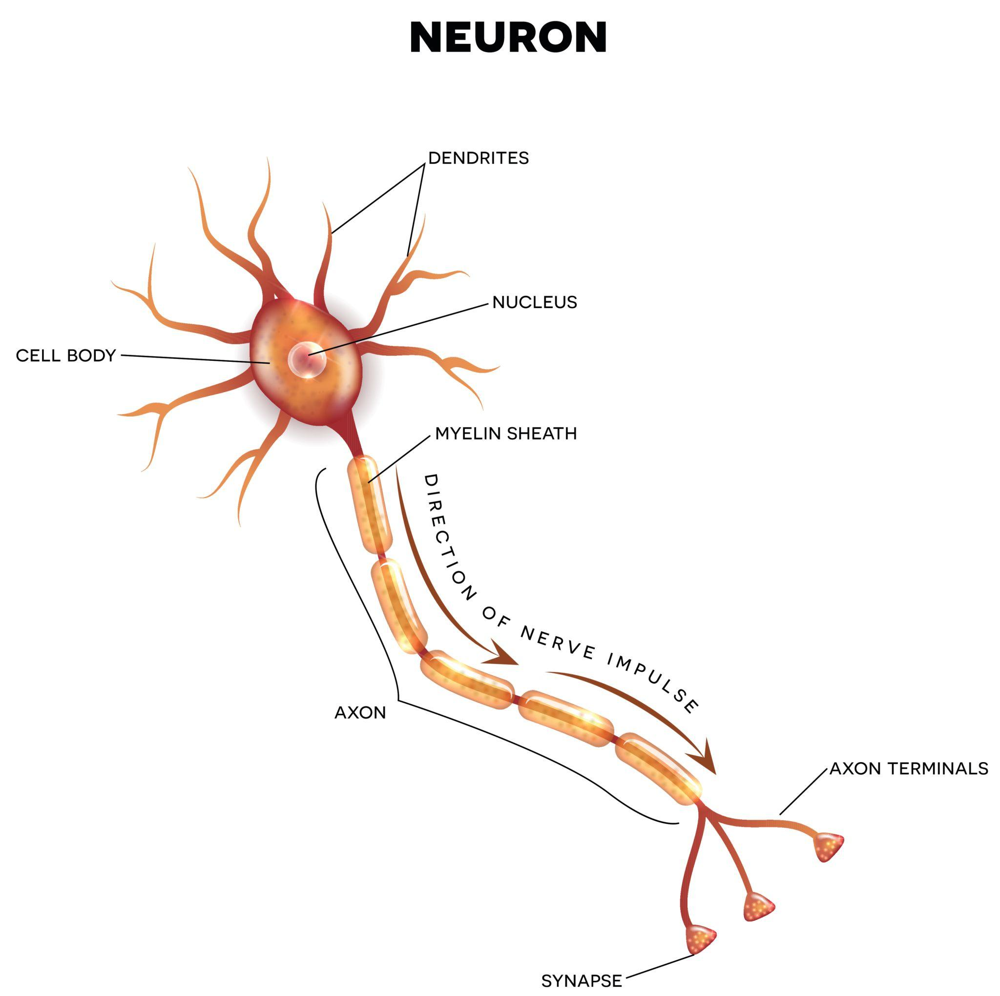 NEURON
DENDRITES
NUCLEUS
CELL BODY
MYELIN SHEATH
DIRECTION OF NERVE IMPULSE
AXON
AXON TERMINALS
SYNAPSE